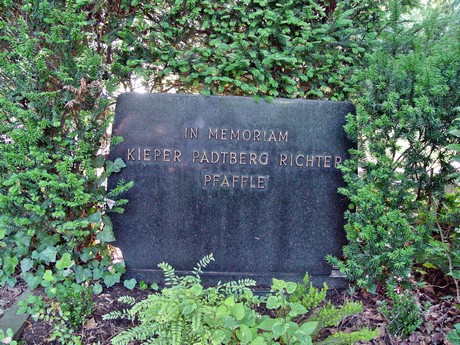 IN MEMORIAM
KIEPER PADTBERG RICHTER
PFAFFLE